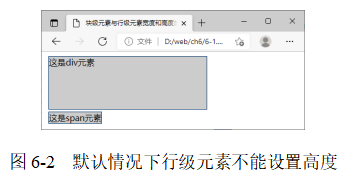 块级元素与行级元素宽度和高度
文件 D:/web/ch6/6-1....
这是div元素
这是span元素
图 6-2 默认情况下行级元素不能设置高度